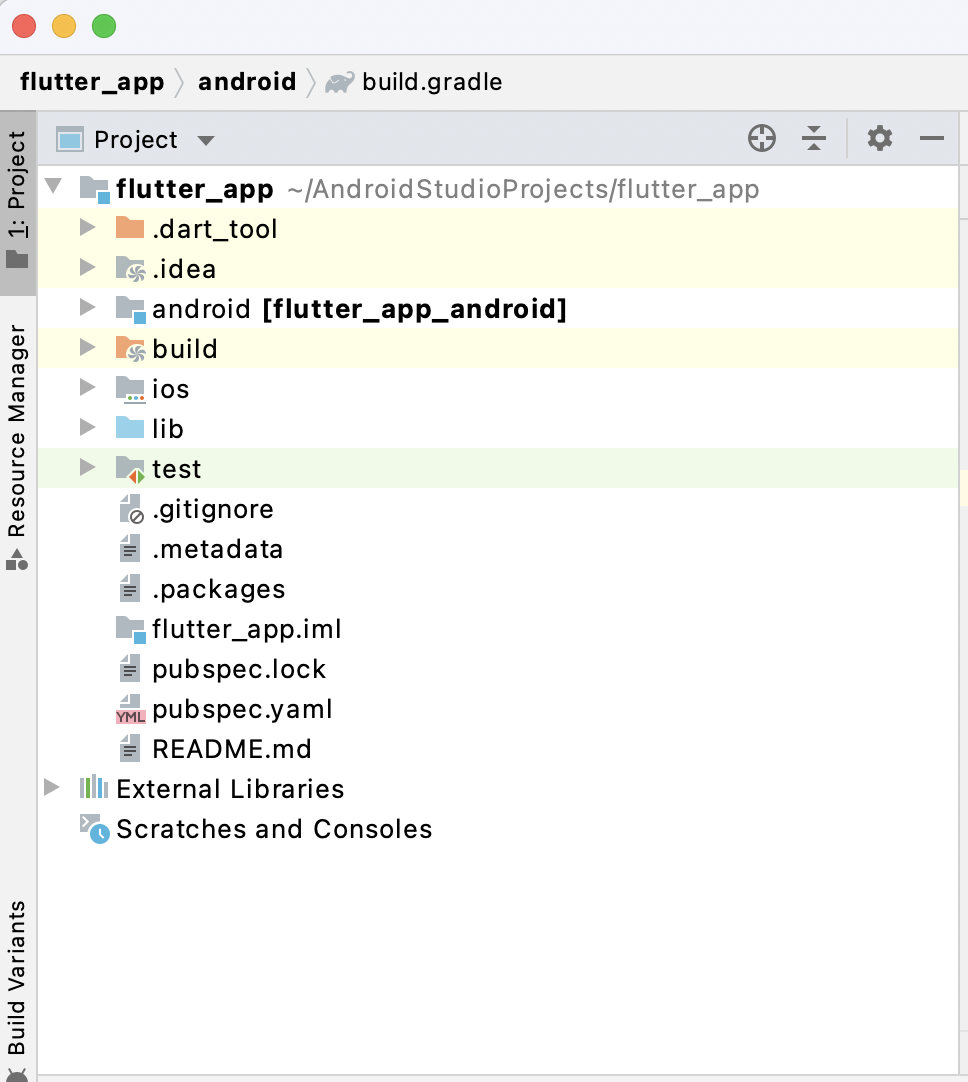 flutter_app android build.gradle
Project
flutter_app ~/AndroidStudioProjects/flutter_app
.dart_tool
.idea
android [flutter_app_android]
build
ios
lib
test
.gitignore
.metadata
.packages
flutter_app.iml
pubspec.lock
YML pubspec.yaml
README.md
External Libraries
Scratches and Consoles
1: Project
Resource Manager
Build Variants